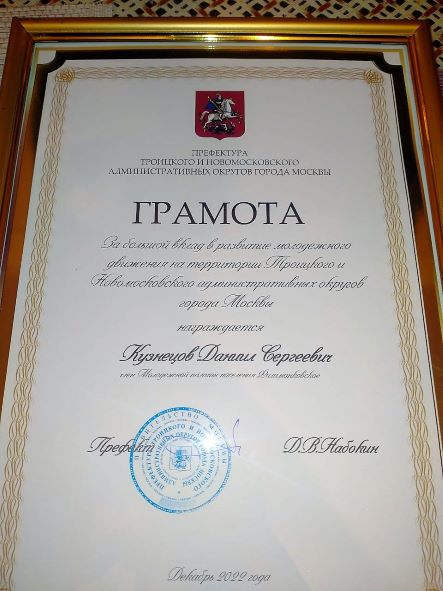 ПРЕФЕКТУРА
ТРОИЦКОГО И НОВОМОСКОВСКОГО
АДМИНИСТРАТИВНЫХ ОКРУГОВ ГОРОДА МОСКВЫ
ГРАМОТА
За большой вклад в развитие молодежного
движения на территории Троицкого и
Новомосковского административных округов
города Москвы
награждается
Кузнецов Даниил Сергеевич
член Молодежной палаты поселения Филимонковское
Префект
Д.В.Набокин
Декабрь 2022 года